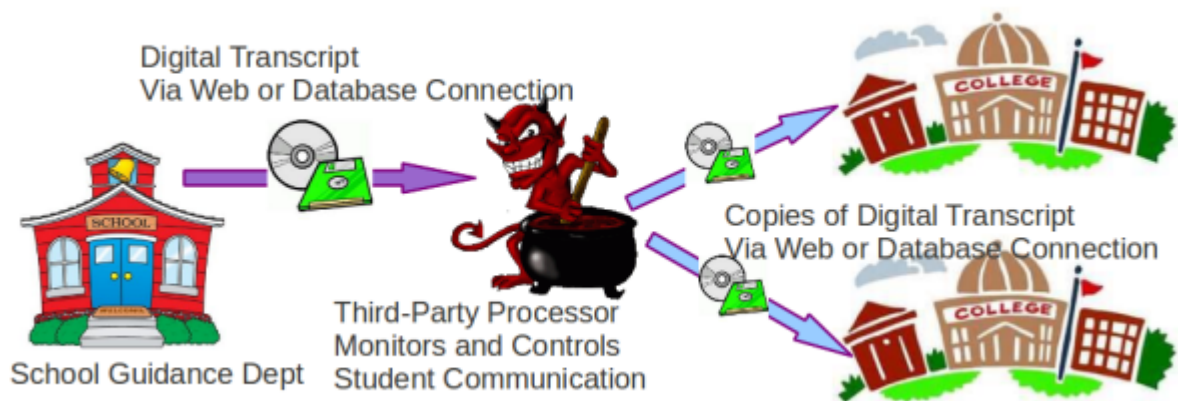 Digital Transcript
Via Web or Database Connection
COLLEGE
SCHOOL
WELCOME
School Guidance Dept
Third-Party Processor
Monitors and Controls
Student Communication
Copies of Digital Transcript
Via Web or Database Connection
COLLEGE